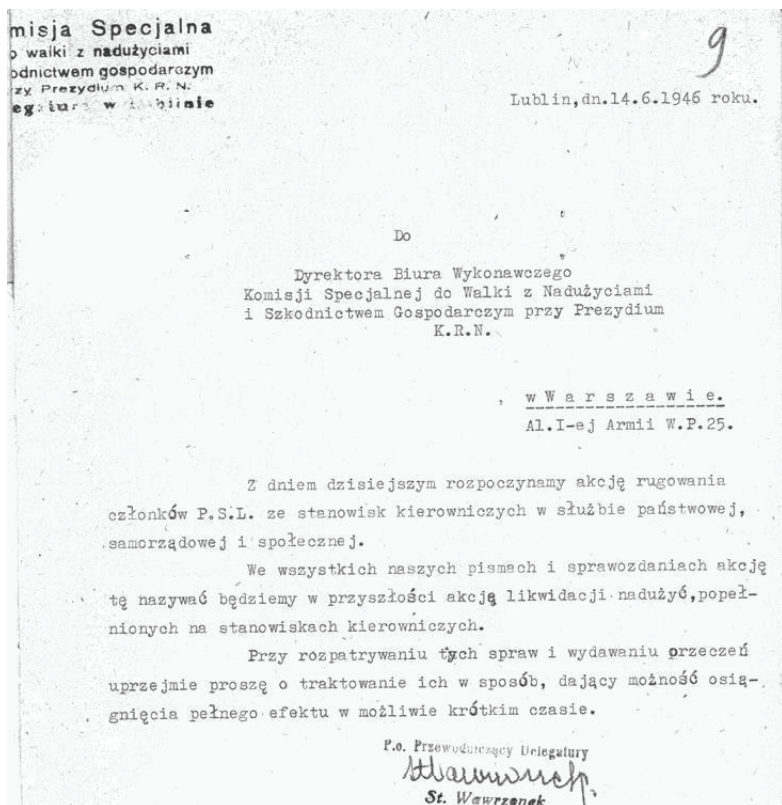 misja Specjalna
o walki z nadużyciami
odnictwem gospodarczym
rzy Prezydium K. R. N.
w Lublinie
9
Lublin,dn.14.6.1946 roku.
Do
Dyrektora Biura Wykonawczego
Komisji Specjalnej do Walki z Nadużyciami
i Szkodnictwem Gospodarczym przy Prezydium
K.R.N.
w W a r s z a w i e.
Al.I-ej Armii W.P.25.
Z dniem dzisiejszym rozpoczynamy akcję rugowania
członków P.S.L. ze stanowisk kierowniczych w służbie państwowej,
samorządowej i społecznej.
We wszystkich naszych pismach i sprawozdaniach akcję
tę nazywać będziemy w przyszłości akcją likwidacji nadużyć,popeł-
nionych na stanowiskach kierowniczych.
Przy rozpatrywaniu tych spraw i wydawaniu orzeczeń
uprzejmie proszę o traktowanie ich w sposób, dający możność osią-
gnięcia pełnego efektu w możliwie krótkim czasie.
P.o. Przewodniczący Delegatury
St. Wawrzonek